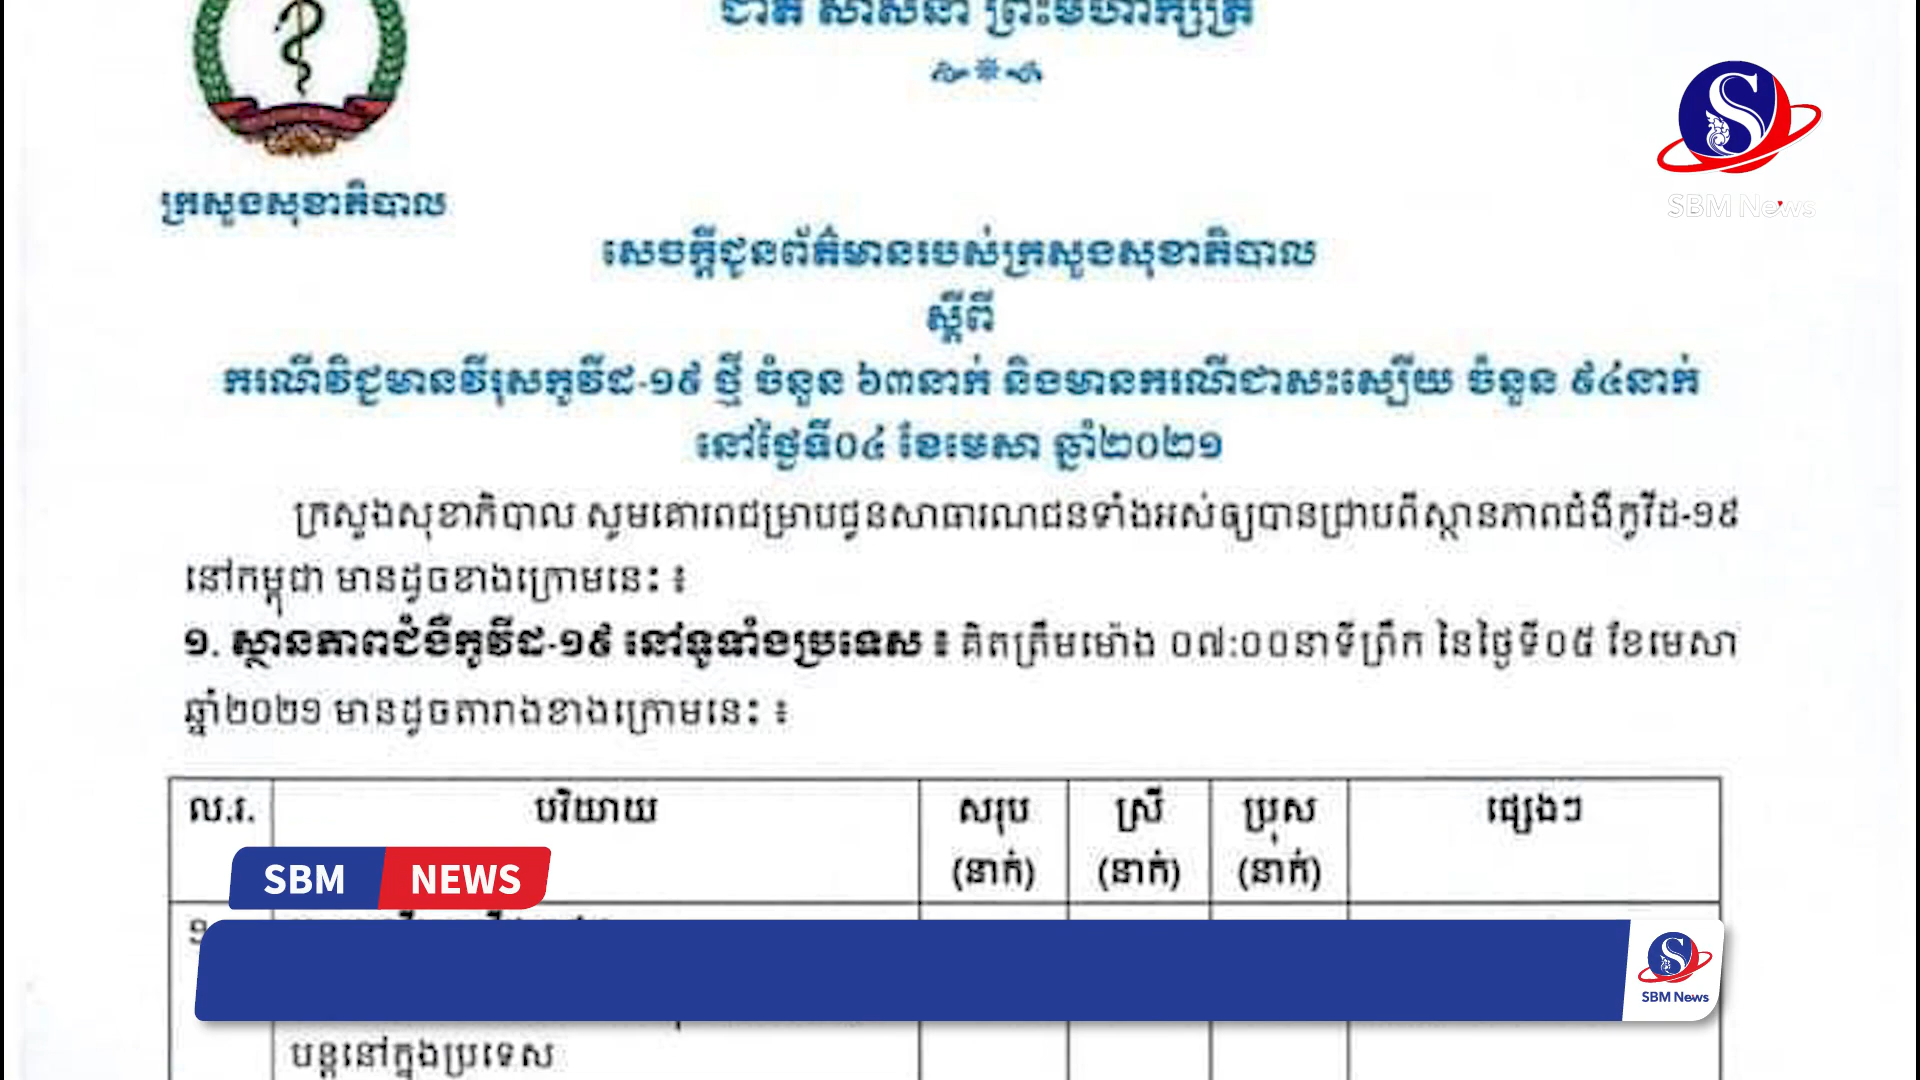 ជាតិ សាសនា ព្រះមហាក្សត្រ
ក្រសួងសុខាភិបាល
SBM News
សេចក្តីជូនព័ត៌មានរបស់ក្រសួងសុខាភិបាល
ស្តីពី
ករណីវិជ្ជមានវីរុសកូវីដ-១៩ ថ្មី ចំនួន ៦៣នាក់ និងមានករណីជាសះស្បើយ ចំនួន ៩៤នាក់
នៅថ្ងៃទី០៤ ខែមេសា ឆ្នាំ២០២១
ក្រសួងសុខាភិបាល សូមគោរពជម្រាបជូនសាធារណជនទាំងអស់ឲ្យបានជ្រាបពីស្ថានភាពជំងឺកូវីដ-១៩
នៅកម្ពុជា មានដូចខាងក្រោមនេះ ៖
១. ស្ថានភាពជំងឺកូវីដ-១៩ នៅទូទាំងប្រទេស ៖ គិតត្រឹមម៉ោង ០៧:០០នាទីព្រឹក នៃថ្ងៃទី០៥ ខែមេសា
ឆ្នាំ២០២១ មានដូចតារាងខាងក្រោមនេះ ៖
ល.រ. បរិយាយ សរុប (នាក់) ស្រី (នាក់) ប្រុស (នាក់) ផ្សេងៗ
SBM NEWS
SBM News
បន្តនៅក្នុងប្រទេស